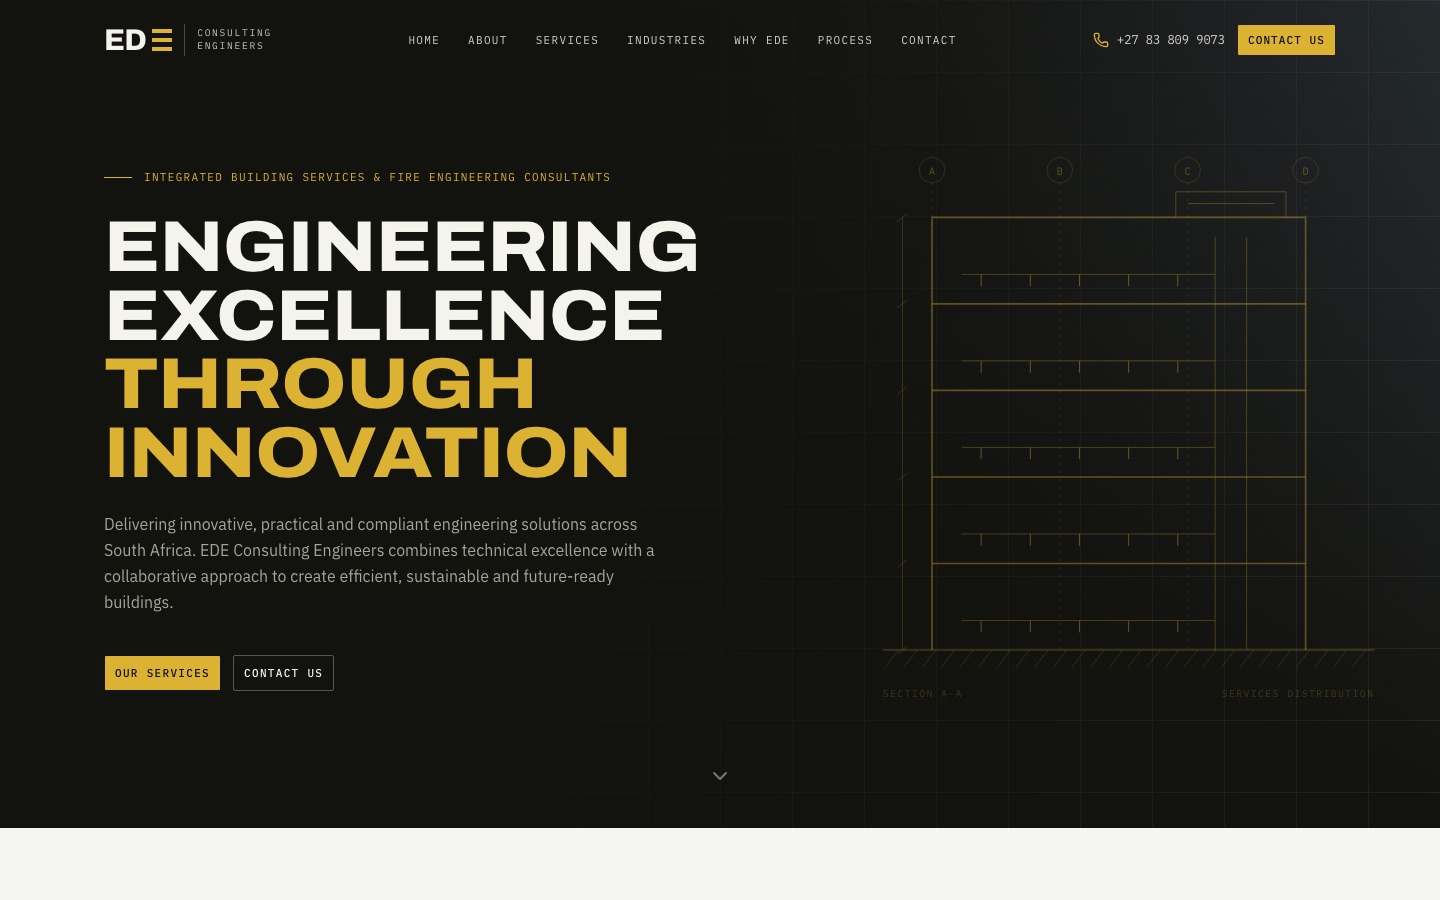 EDE
CONSULTING
ENGINEERS
HOME
ABOUT
SERVICES
INDUSTRIES
WHY EDE
PROCESS
CONTACT
+27 83 809 9073
CONTACT US
INTEGRATED BUILDING SERVICES & FIRE ENGINEERING CONSULTANTS
ENGINEERING
EXCELLENCE
THROUGH
INNOVATION
Delivering innovative, practical and compliant engineering solutions across
South Africa. EDE Consulting Engineers combines technical excellence with a
collaborative approach to create efficient, sustainable and future-ready
buildings.
OUR SERVICES
CONTACT US
A
B
C
D
SECTION A-A
SERVICES DISTRIBUTION